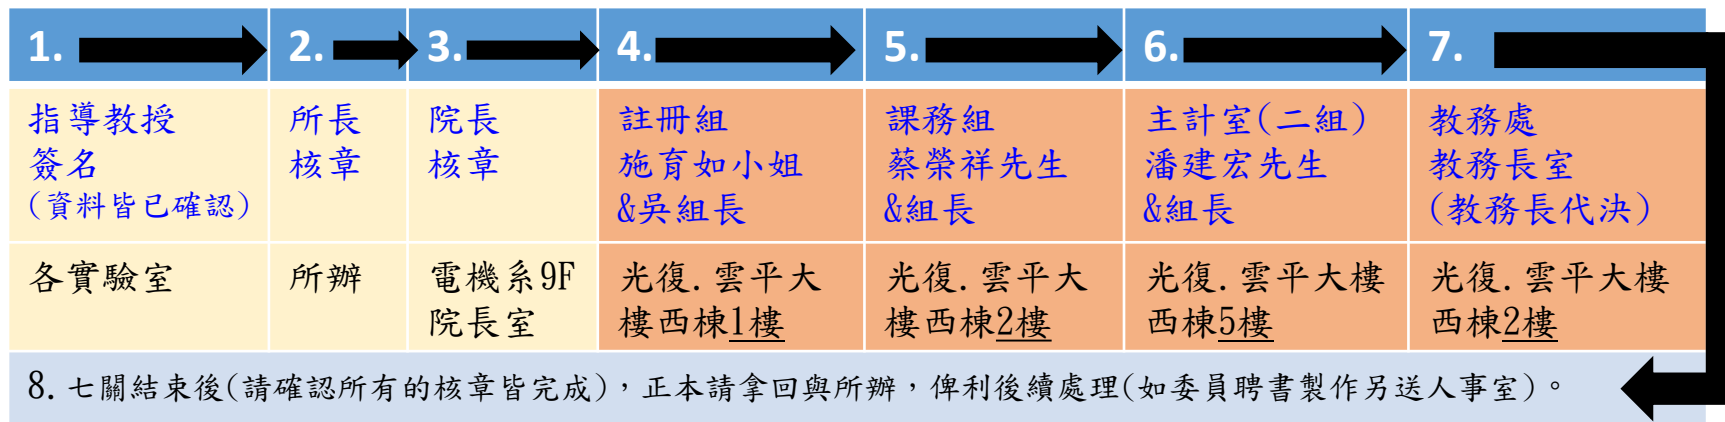 1.
2.
3.
4.
5.
6.
7.
指導教授
簽名
(資料皆已確認)
所長
核章
院長
核章
註冊組
施育如小姐
&吳組長
課務組
蔡榮祥先生
&組長
主計室(二組)
潘建宏先生
&組長
教務處
教務長室
(教務長代決)
各實驗室
所辦
電機系9F
院長室
光復.雲平大
樓西棟1樓
光復.雲平大
樓西棟2樓
光復.雲平大樓
西棟5樓
光復.雲平大樓
西棟2樓
8.七關結束後(請確認所有的核章皆完成)，正本請拿回與所辦，俾利後續處理(如委員聘書製作另送人事室)。